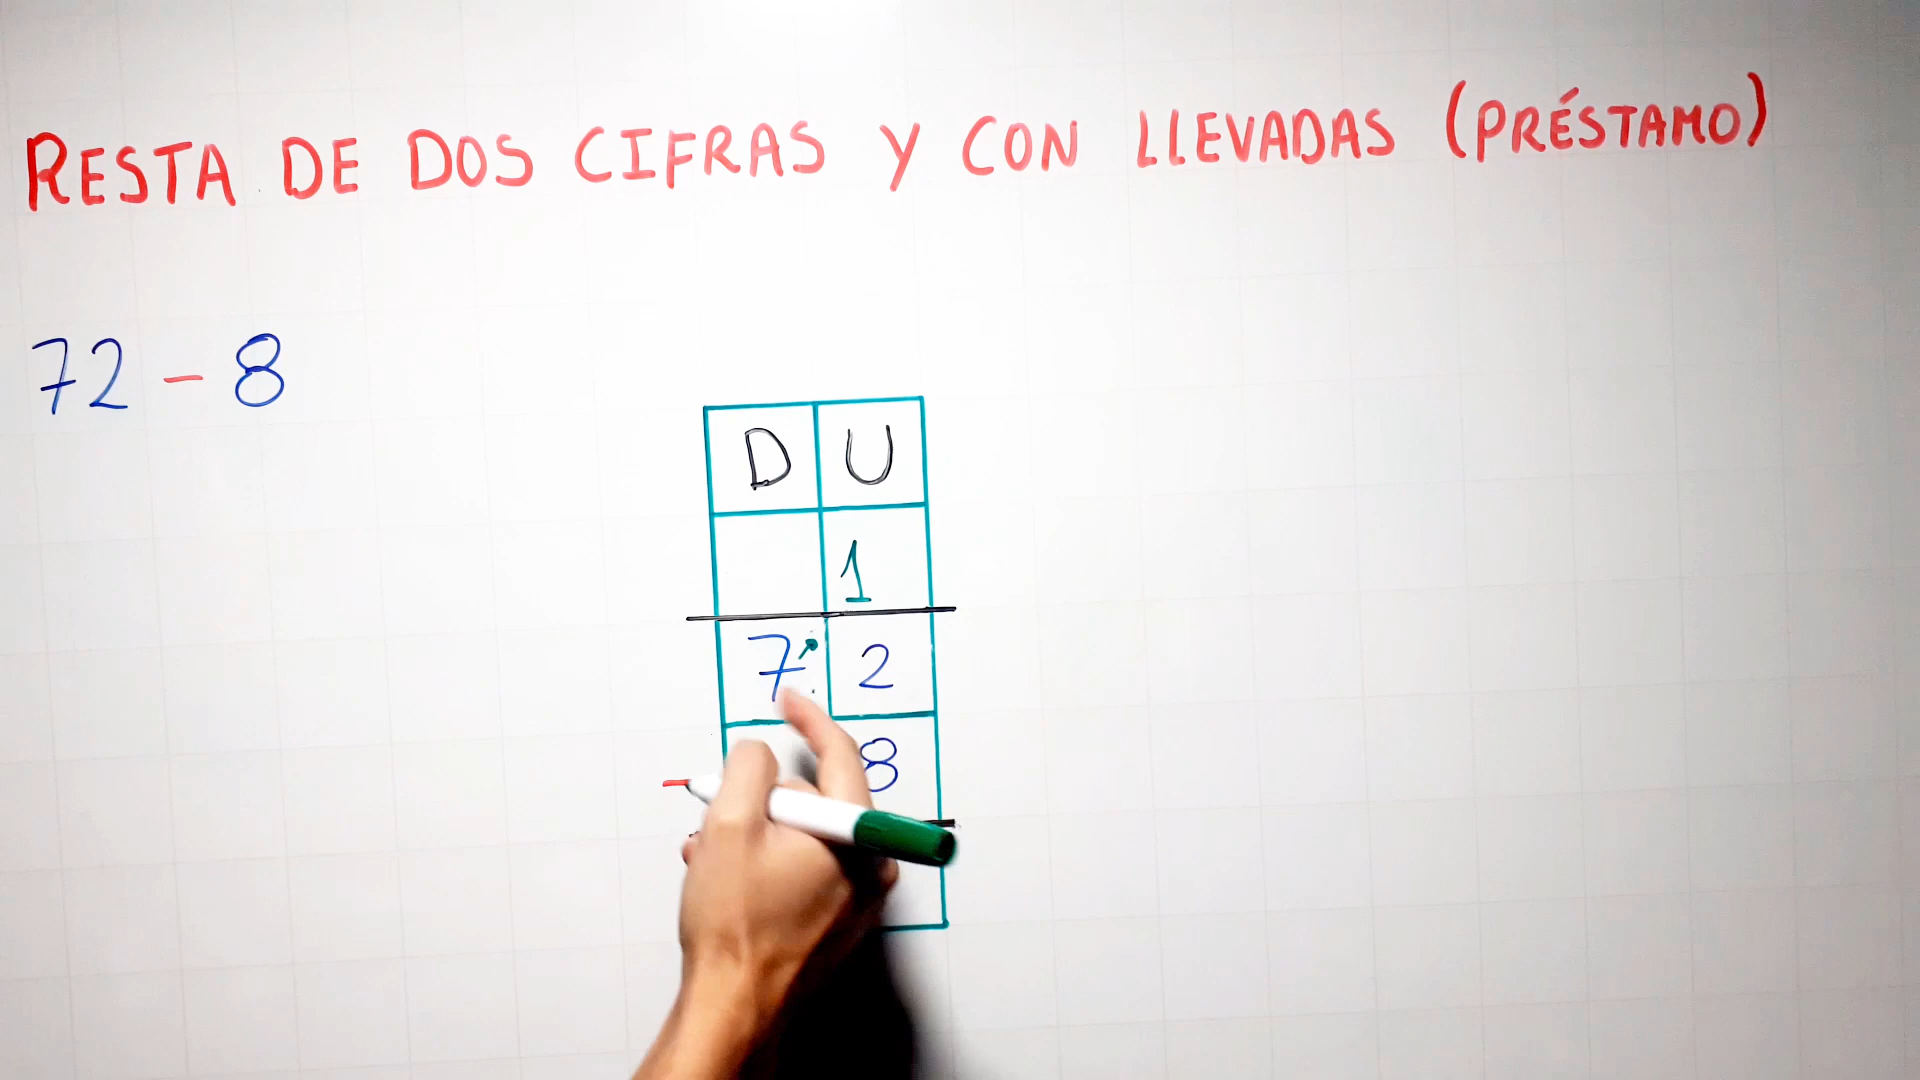 RESTA DE DOS CIFRAS Y CON LLEVADAS (PRÉSTAMO)
72 - 8
D U
1
7 2
- 8